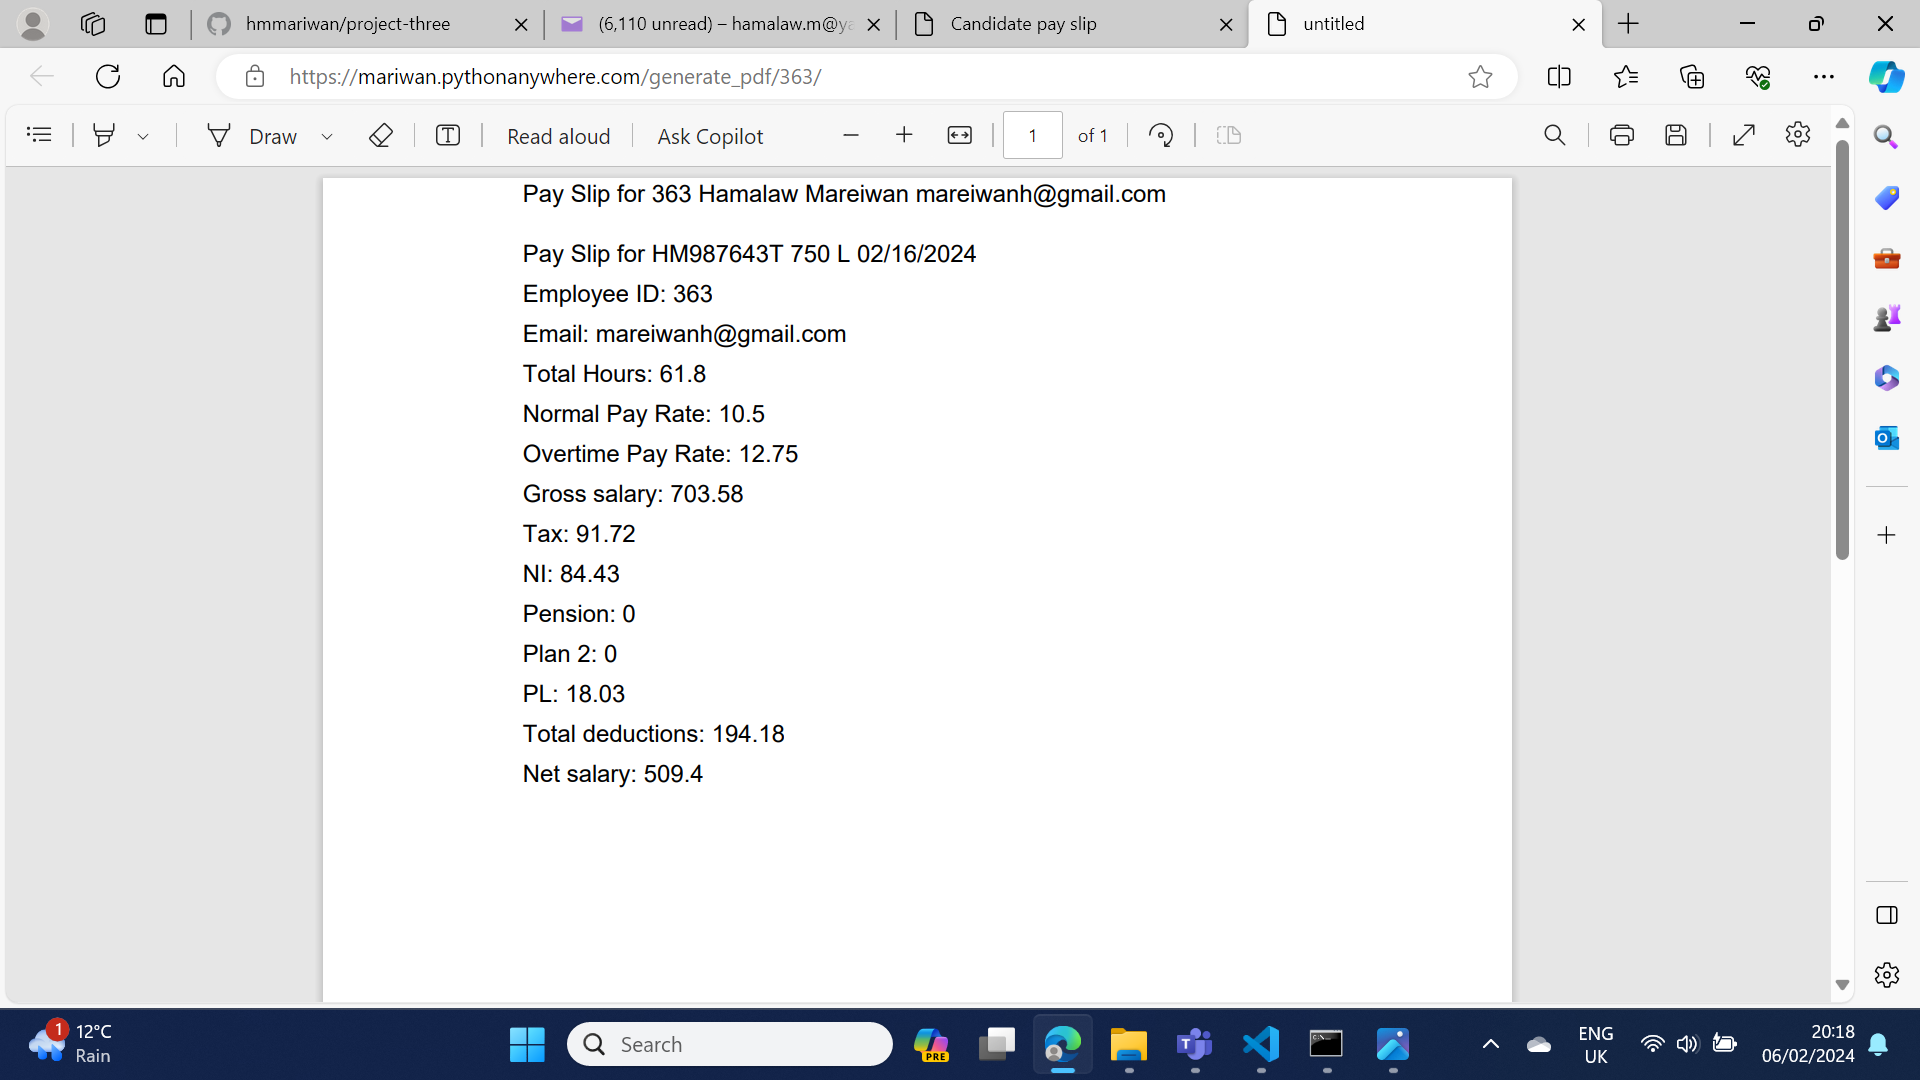 hmmariwan/project-three
(6,110 unread) – hamalaw.m@ya
Candidate pay slip
untitled
https://mariwan.pythonanywhere.com/generate_pdf/363/
Draw
Read aloud
Ask Copilot
1
of 1
Pay Slip for 363 Hamalaw Mareiwan mareiwanh@gmail.com
Pay Slip for HM987643T 750 L 02/16/2024
Employee ID: 363
Email: mareiwanh@gmail.com
Total Hours: 61.8
Normal Pay Rate: 10.5
Overtime Pay Rate: 12.75
Gross salary: 703.58
Tax: 91.72
NI: 84.43
Pension: 0
Plan 2: 0
PL: 18.03
Total deductions: 194.18
Net salary: 509.4
1
12°C
Rain
Search
PRE
ENG
UK
20:18
06/02/2024